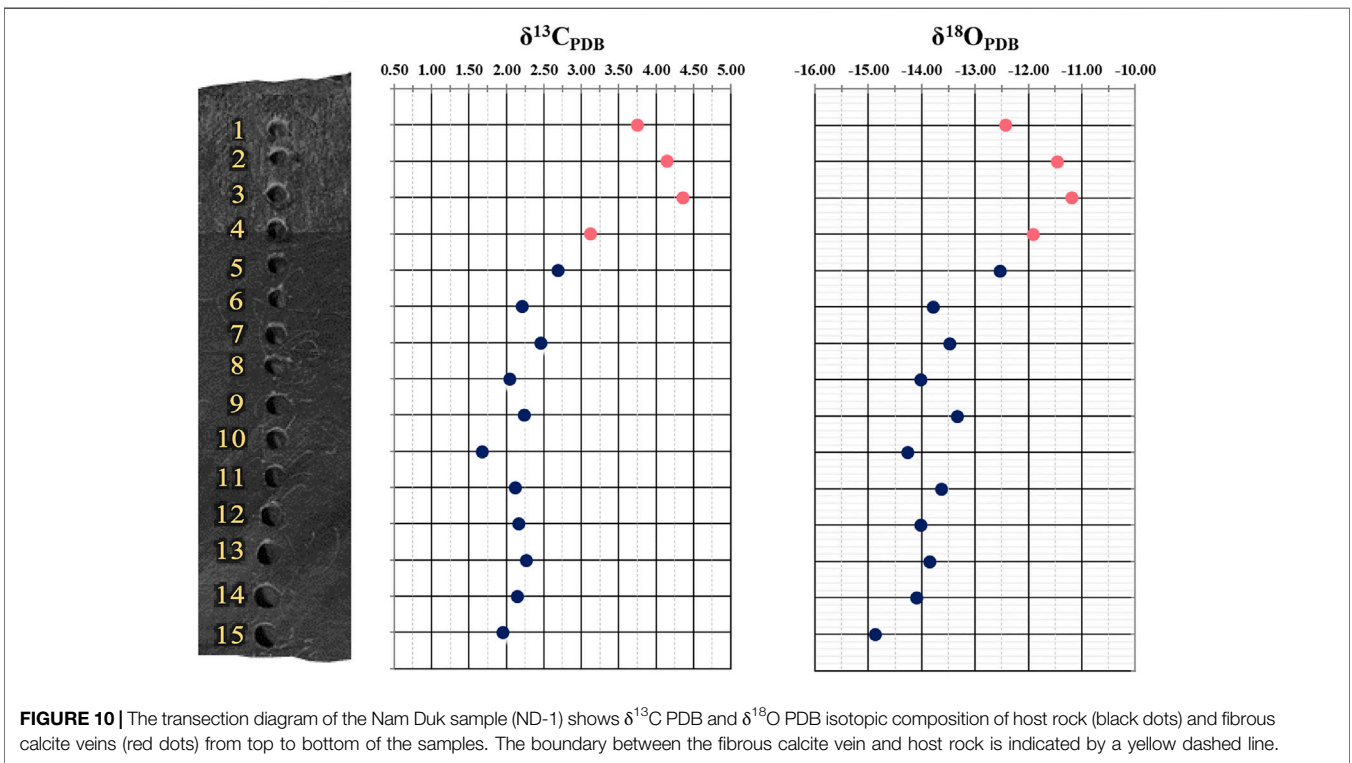 δ¹³C_PDB
δ¹⁸O_PDB
0.50 1.00 1.50 2.00 2.50 3.00 3.50 4.00 4.50 5.00
-16.00 -15.00 -14.00 -13.00 -12.00 -11.00 -10.00
1
2
3
4
5
6
7
8
9
10
11
12
13
14
15
FIGURE 10 | The transection diagram of the Nam Duk sample (ND-1) shows δ¹³C PDB and δ¹⁸O PDB isotopic composition of host rock (black dots) and fibrous
calcite veins (red dots) from top to bottom of the samples. The boundary between the fibrous calcite vein and host rock is indicated by a yellow dashed line.